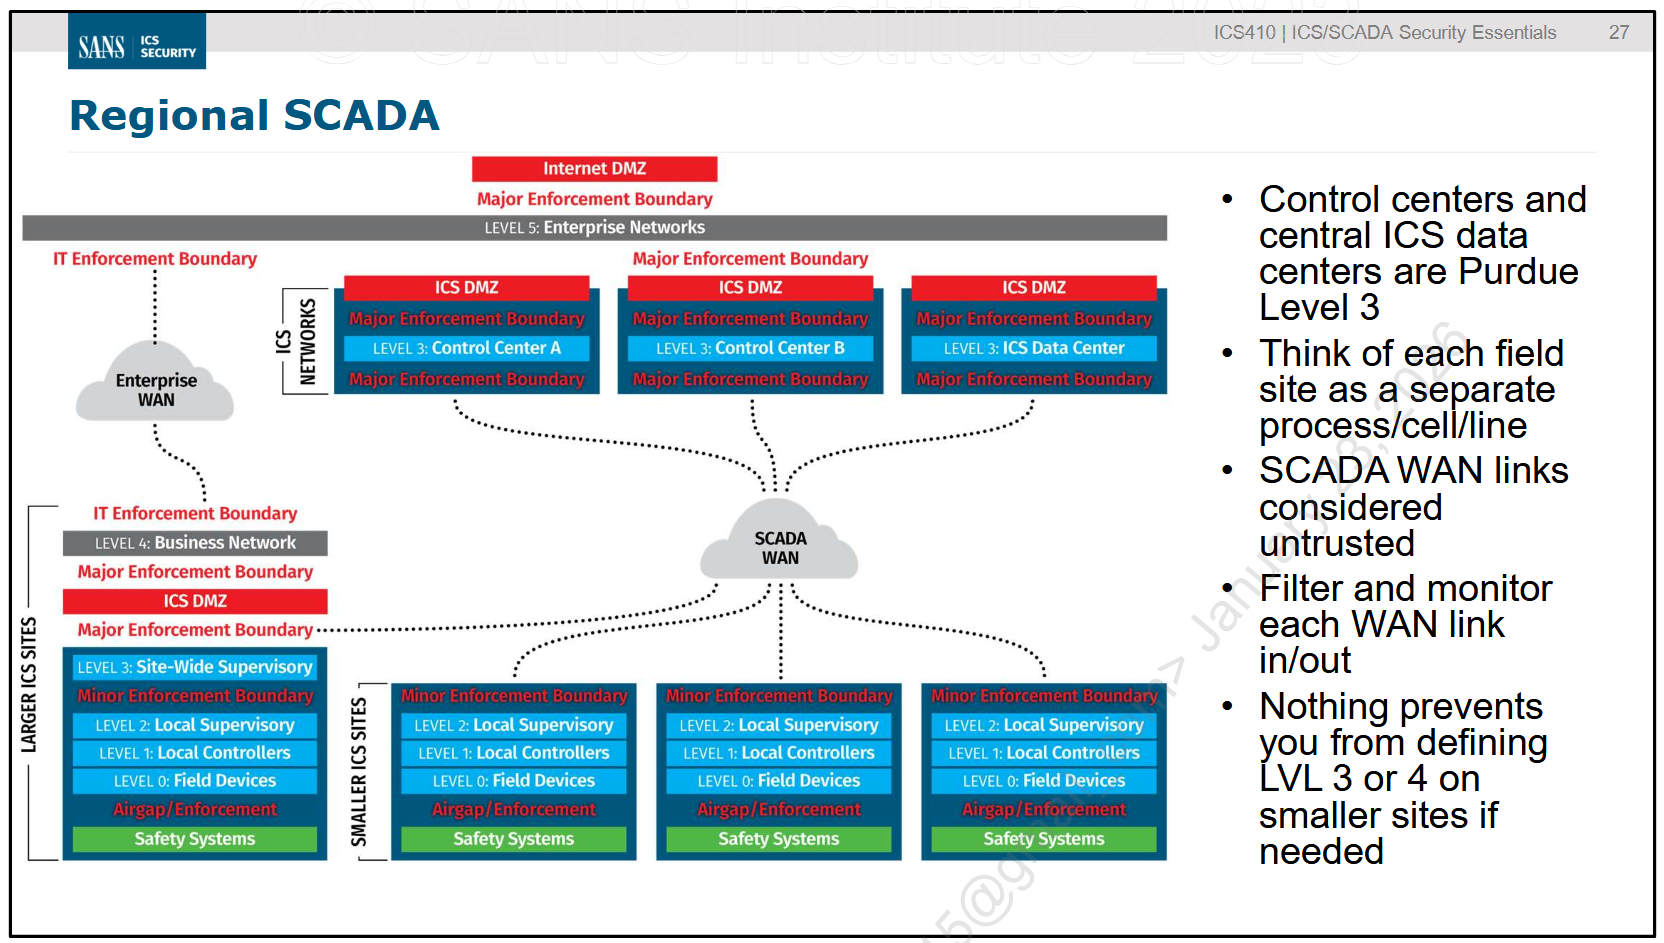 © SANS Institute 2026
SANS | ICS SECURITY
ICS410 | ICS/SCADA Security Essentials 27
Regional SCADA
Internet DMZ
Major Enforcement Boundary
LEVEL 5: Enterprise Networks
IT Enforcement Boundary
Major Enforcement Boundary
ICS NETWORKS
ICS DMZ
Major Enforcement Boundary
LEVEL 3: Control Center A
Major Enforcement Boundary
ICS DMZ
Major Enforcement Boundary
LEVEL 3: Control Center B
Major Enforcement Boundary
ICS DMZ
Major Enforcement Boundary
LEVEL 3: ICS Data Center
Major Enforcement Boundary
Enterprise
WAN
SCADA
WAN
LARGER ICS SITES
IT Enforcement Boundary
LEVEL 4: Business Network
Major Enforcement Boundary
ICS DMZ
Major Enforcement Boundary
LEVEL 3: Site-Wide Supervisory
Minor Enforcement Boundary
LEVEL 2: Local Supervisory
LEVEL 1: Local Controllers
LEVEL 0: Field Devices
Airgap/Enforcement
Safety Systems
SMALLER ICS SITES
Minor Enforcement Boundary
LEVEL 2: Local Supervisory
LEVEL 1: Local Controllers
LEVEL 0: Field Devices
Airgap/Enforcement
Safety Systems
Minor Enforcement Boundary
LEVEL 2: Local Supervisory
LEVEL 1: Local Controllers
LEVEL 0: Field Devices
Airgap/Enforcement
Safety Systems
Minor Enforcement Boundary
LEVEL 2: Local Supervisory
LEVEL 1: Local Controllers
LEVEL 0: Field Devices
Airgap/Enforcement
Safety Systems
• Control centers and
central ICS data
centers are Purdue
Level 3
• Think of each field
site as a separate
process/cell/line
• SCADA WAN links
considered
untrusted
• Filter and monitor
each WAN link
in/out
• Nothing prevents
you from defining
LVL 3 or 4 on
smaller sites if
needed
January 28, 2026